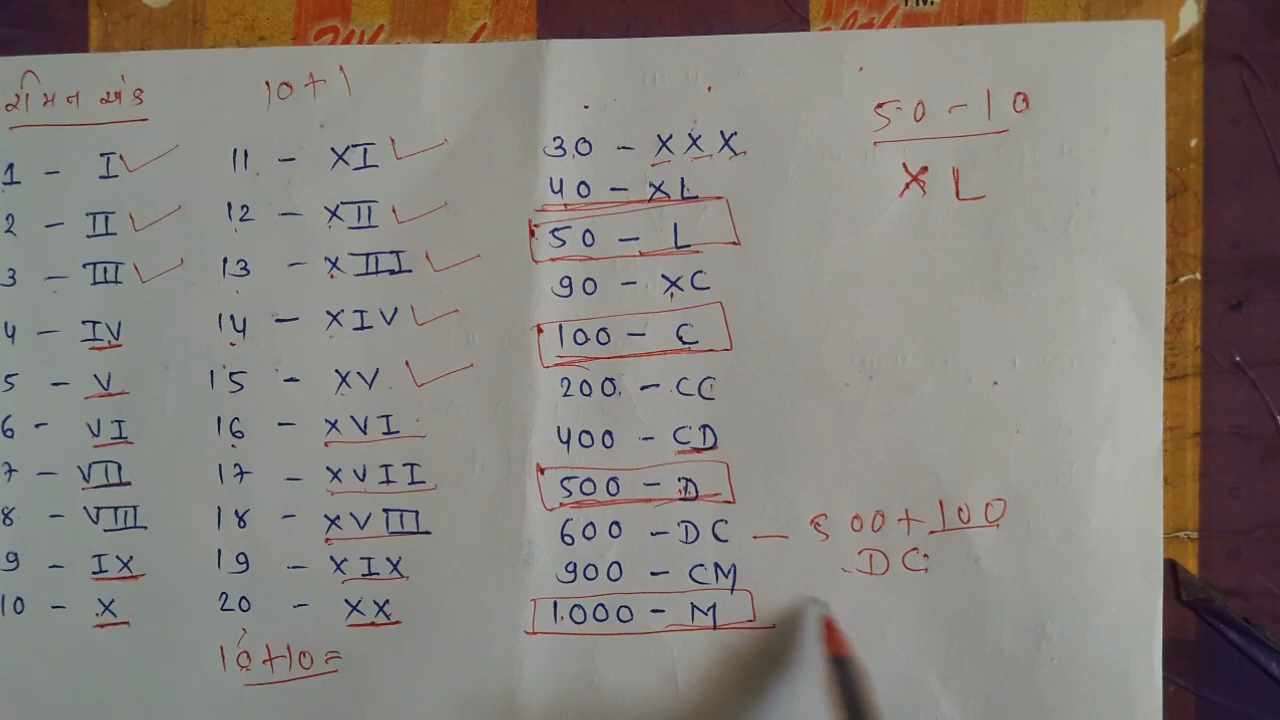 રોમન અંક
1 - I
2 - II
3 - III
4 - IV
5 - V
6 - VI
7 - VII
8 - VIII
9 - IX
10 - X
10+1
11 - XI
12 - XII
13 - XIII
14 - XIV
15 - XV
16 - XVI
17 - XVII
18 - XVIII
19 - XIX
20 - XX
10+10=
30 - XXX
40 - XL
50 - L
90 - XC
100 - C
200 - CC
400 - CD
500 - D
600 - DC - 500+100
DC
900 - CM
1000 - M
50-10
XL